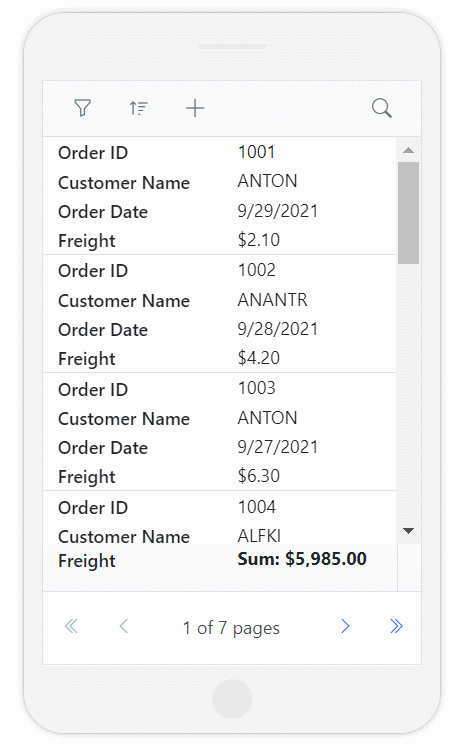 Order ID 1001
Customer Name ANTON
Order Date 9/29/2021
Freight $2.10
Order ID 1002
Customer Name ANANTR
Order Date 9/28/2021
Freight $4.20
Order ID 1003
Customer Name ANTON
Order Date 9/27/2021
Freight $6.30
Order ID 1004
Customer Name ALFKI
Freight Sum: $5,985.00
1 of 7 pages